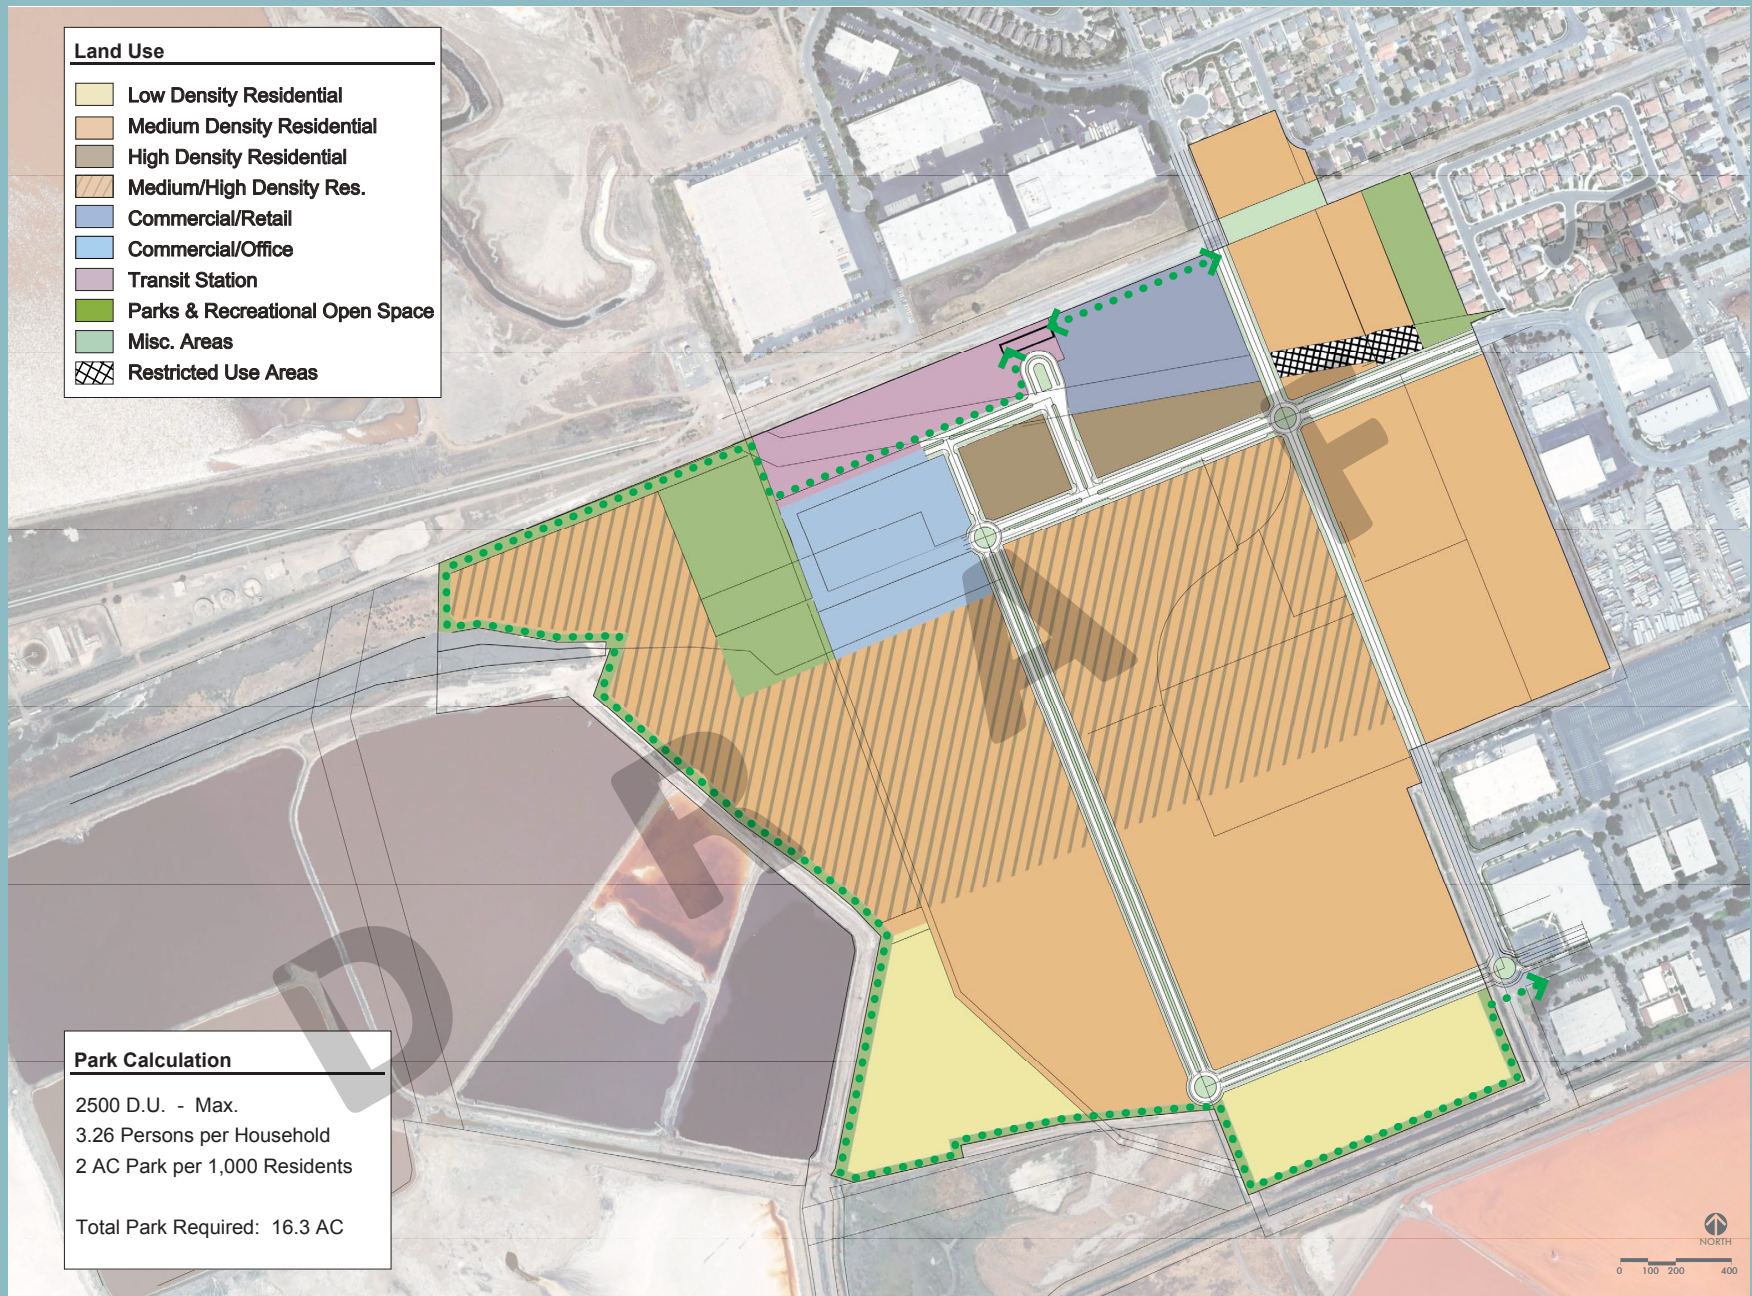 Land Use
Low Density Residential
Medium Density Residential
High Density Residential
Medium/High Density Res.
Commercial/Retail
Commercial/Office
Transit Station
Parks & Recreational Open Space
Misc. Areas
Restricted Use Areas
DRAFT
Park Calculation
2500 D.U. - Max.
3.26 Persons per Household
2 AC Park per 1,000 Residents
Total Park Required: 16.3 AC
NORTH
0 100 200 400